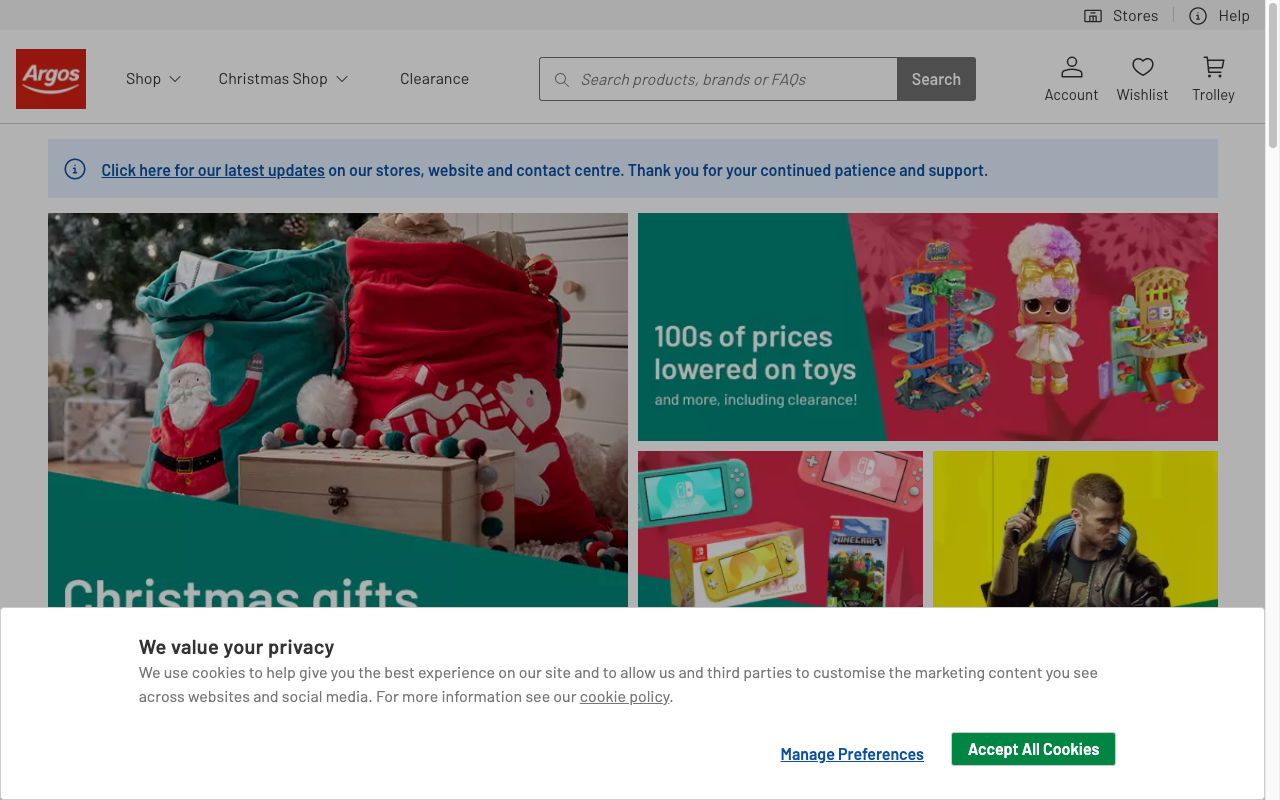 Stores
Help
Argos
Shop
Christmas Shop
Clearance
Search products, brands or FAQs
Search
Account
Wishlist
Trolley
Click here for our latest updates on our stores, website and contact centre. Thank you for your continued patience and support.
100s of prices
lowered on toys
and more, including clearance!
MINECRAFT
Lite
Christmas gifts
We value your privacy
We use cookies to help give you the best experience on our site and to allow us and third parties to customise the marketing content you see
across websites and social media. For more information see our cookie policy.
Manage Preferences
Accept All Cookies